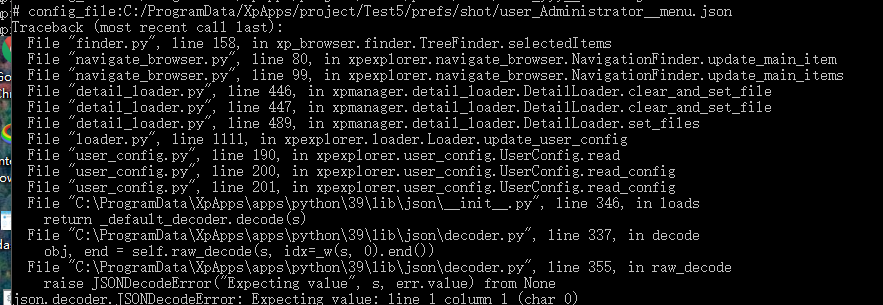 # config_file:C:/ProgramData/XpApps/project/Test5/prefs/shot/user_Administrator__menu.json
Traceback (most recent call last):
File "finder.py", line 158, in xp_browser.finder.TreeFinder.selectedItems
File "navigate_browser.py", line 80, in xpexplorer.navigate_browser.NavigationFinder.update_main_item
File "navigate_browser.py", line 99, in xpexplorer.navigate_browser.NavigationFinder.update_main_items
File "detail_loader.py", line 446, in xpmanager.detail_loader.DetailLoader.clear_and_set_file
File "detail_loader.py", line 447, in xpmanager.detail_loader.DetailLoader.clear_and_set_file
File "detail_loader.py", line 489, in xpmanager.detail_loader.DetailLoader.set_files
File "loader.py", line 1111, in xpexplorer.loader.Loader.update_user_config
File "user_config.py", line 190, in xpexplorer.user_config.UserConfig.read
File "user_config.py", line 200, in xpexplorer.user_config.UserConfig.read_config
File "user_config.py", line 201, in xpexplorer.user_config.UserConfig.read_config
File "C:\ProgramData\XpApps\apps\python\39\lib\json\__init__.py", line 346, in loads
return _default_decoder.decode(s)
File "C:\ProgramData\XpApps\apps\python\39\lib\json\decoder.py", line 337, in decode
obj, end = self.raw_decode(s, idx=_w(s, 0).end())
File "C:\ProgramData\XpApps\apps\python\39\lib\json\decoder.py", line 355, in raw_decode
raise JSONDecodeError("Expecting value", s, err.value) from None
json.decoder.JSONDecodeError: Expecting value: line 1 column 1 (char 0)